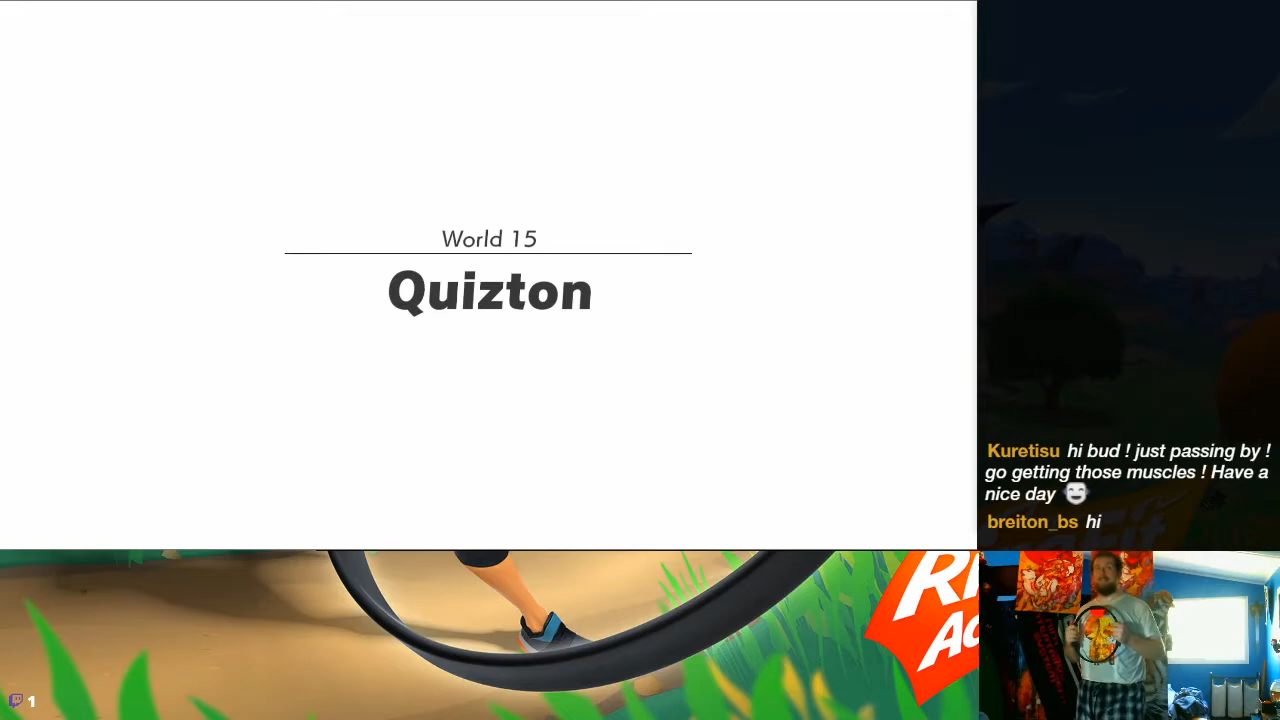 World 15
Quizton
Kuretisu hi bud ! just passing by !
go getting those muscles ! Have a
nice day
breiton_bs hi
1